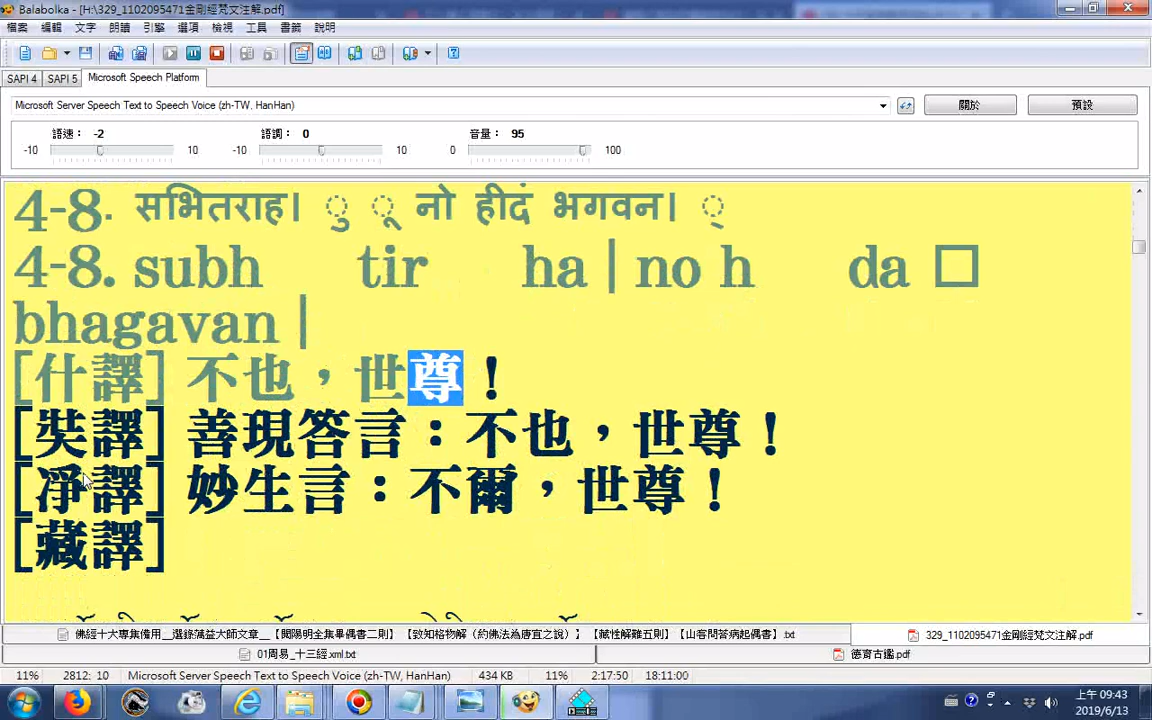 Balabolka - [H:\329_1102095471金剛經梵文注解.pdf]
檔案 編輯 文字 朗讀 引擎 選項 檢視 工具 書籤 說明
SAPI 4 SAPI 5 Microsoft Speech Platform
Microsoft Server Speech Text to Speech Voice (zh-TW, HanHan) 關於 預設
語速： -2 語調： 0 音量： 95
-10 10 -10 10 0 100
4-8. सभितराह। ु ू नो हीदं भगवन। ्
4-8. subh tir ha | no h da □
bhagavan |
[什譯] 不也，世尊！
[奘譯] 善現答言：不也，世尊！
[淨譯] 妙生言：不爾，世尊！
[藏譯]
佛經十大專集備用__選錄蕅益大師文章__【閱陽明全集畢偶書二則】【致知格物解（約佛法為唐宜之說）】【藏性解難五則】【山客問答病起偶書】.txt 329_1102095471金剛經梵文注解.pdf
01周易_十三經.xml.txt 德育古鑑.pdf
11% 2812: 10 Microsoft Server Speech Text to Speech Voice (zh-TW, HanHan) 434 KB 11% 2:17:50 18:11:00
上午 09:43
2019/6/13